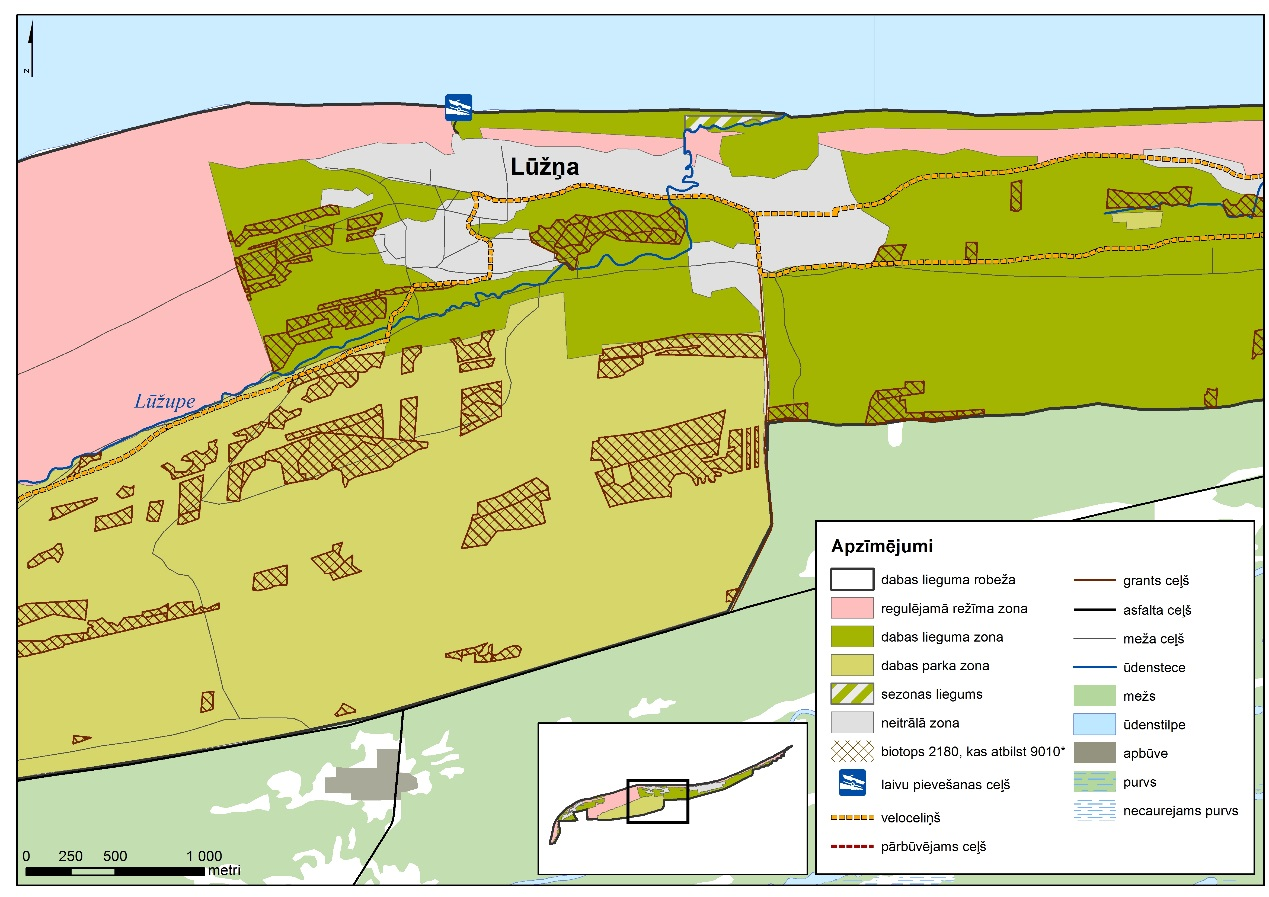 z
Lūžņa
Lūžupe
Apzīmējumi
dabas lieguma robeža
regulējamā režīma zona
dabas lieguma zona
dabas parka zona
sezonas liegums
neitrālā zona
biotops 2180, kas atbilst 9010*
laivu pievešanas ceļš
veloceliņš
pārbūvējams ceļš
grants ceļš
asfalta ceļš
meža ceļš
ūdenstece
mežs
ūdenstilpe
apbūve
purvs
necaurejams purvs
0 250 500 1 000
metri